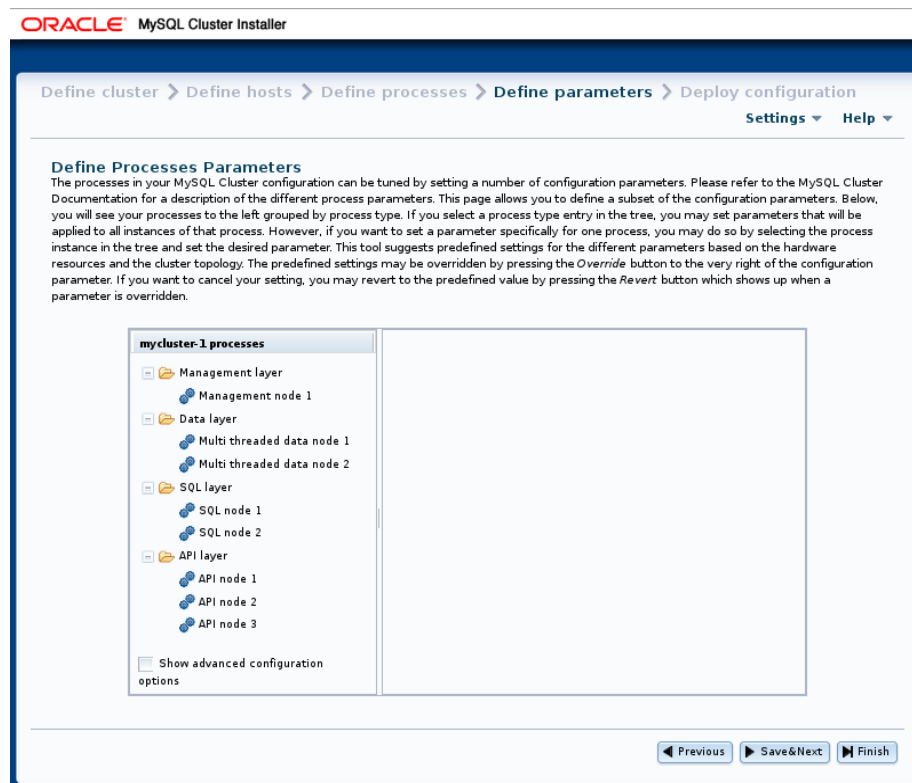 ORACLE® MySQL Cluster Installer
Define cluster > Define hosts > Define processes > Define parameters > Deploy configuration
Settings Help
Define Processes Parameters
The processes in your MySQL Cluster configuration can be tuned by setting a number of configuration parameters. Please refer to the MySQL Cluster
Documentation for a description of the different process parameters. This page allows you to define a subset of the configuration parameters. Below,
you will see your processes to the left grouped by process type. If you select a process type entry in the tree, you may set parameters that will be
applied to all instances of that process. However, if you want to set a parameter specifically for one process, you may do so by selecting the process
instance in the tree and set the desired parameter. This tool suggests predefined settings for the different parameters based on the hardware
resources and the cluster topology. The predefined settings may be overridden by pressing the Override button to the very right of the configuration
parameter. If you want to cancel your setting, you may revert to the predefined value by pressing the Revert button which shows up when a
parameter is overridden.
mycluster-1 processes
Management layer
Management node 1
Data layer
Multi threaded data node 1
Multi threaded data node 2
SQL layer
SQL node 1
SQL node 2
API layer
API node 1
API node 2
API node 3
Show advanced configuration
options
Previous Save&Next Finish